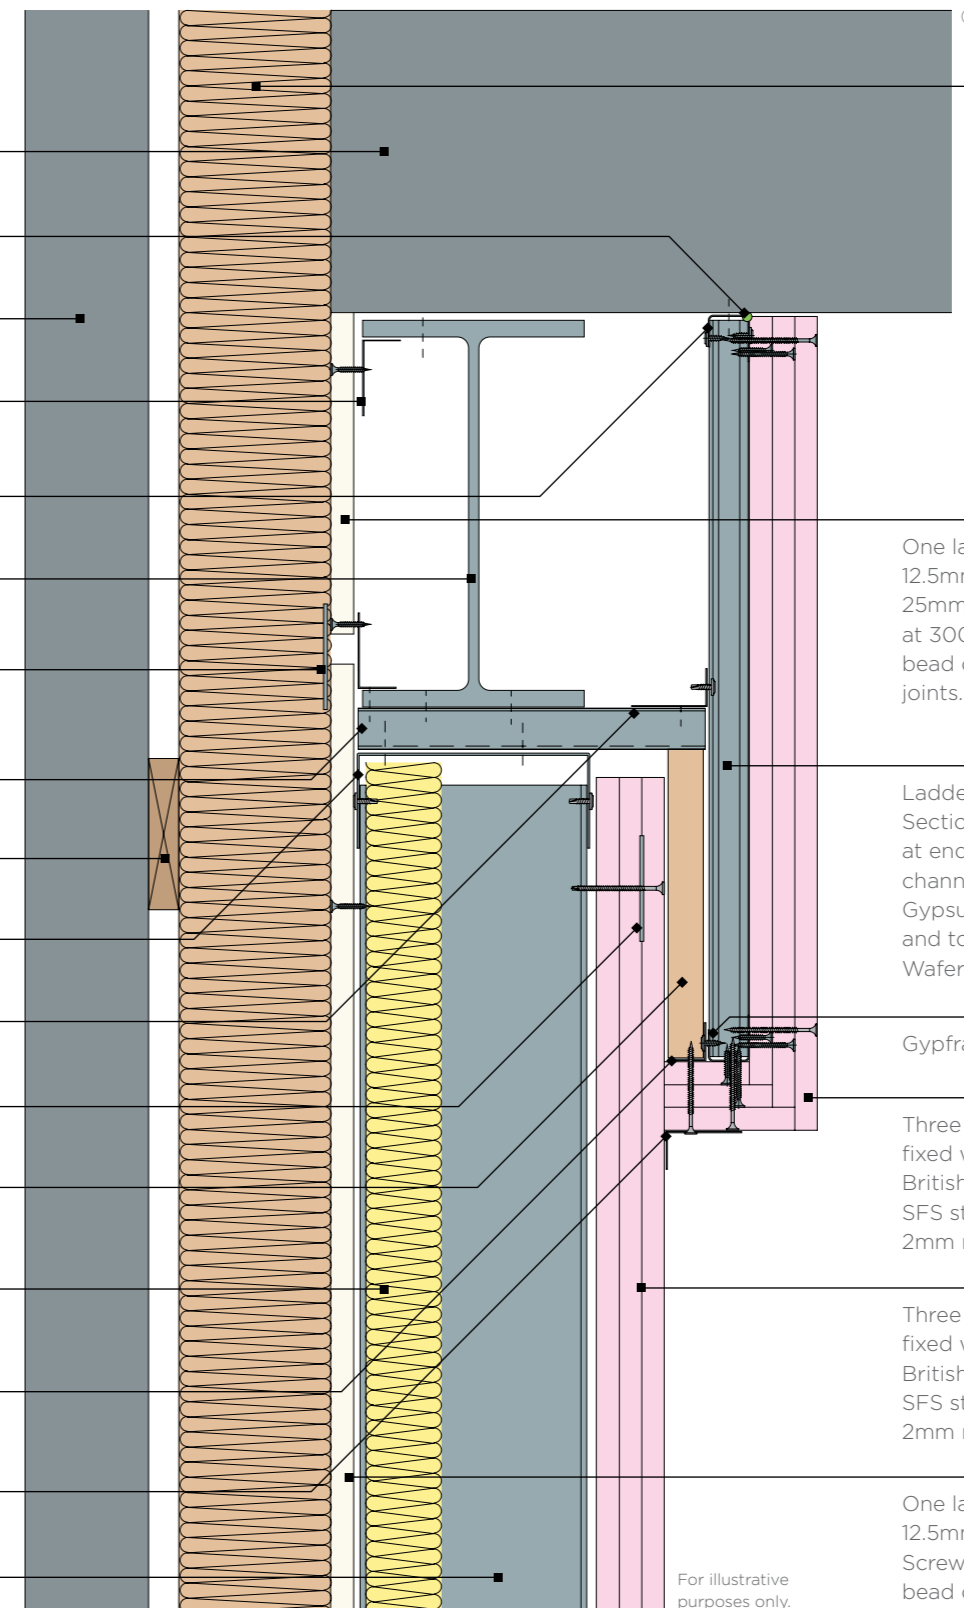 One la
12.5mm
25mm
at 300
bead o
joints.
Ladde
Sectio
at end
chann
Gypsu
and to
Wafer
Gypfra
Three
fixed w
British
SFS st
2mm r
Three
fixed w
British
SFS st
2mm r
One la
12.5mm
Screw
bead o
For illustrative
purposes only.